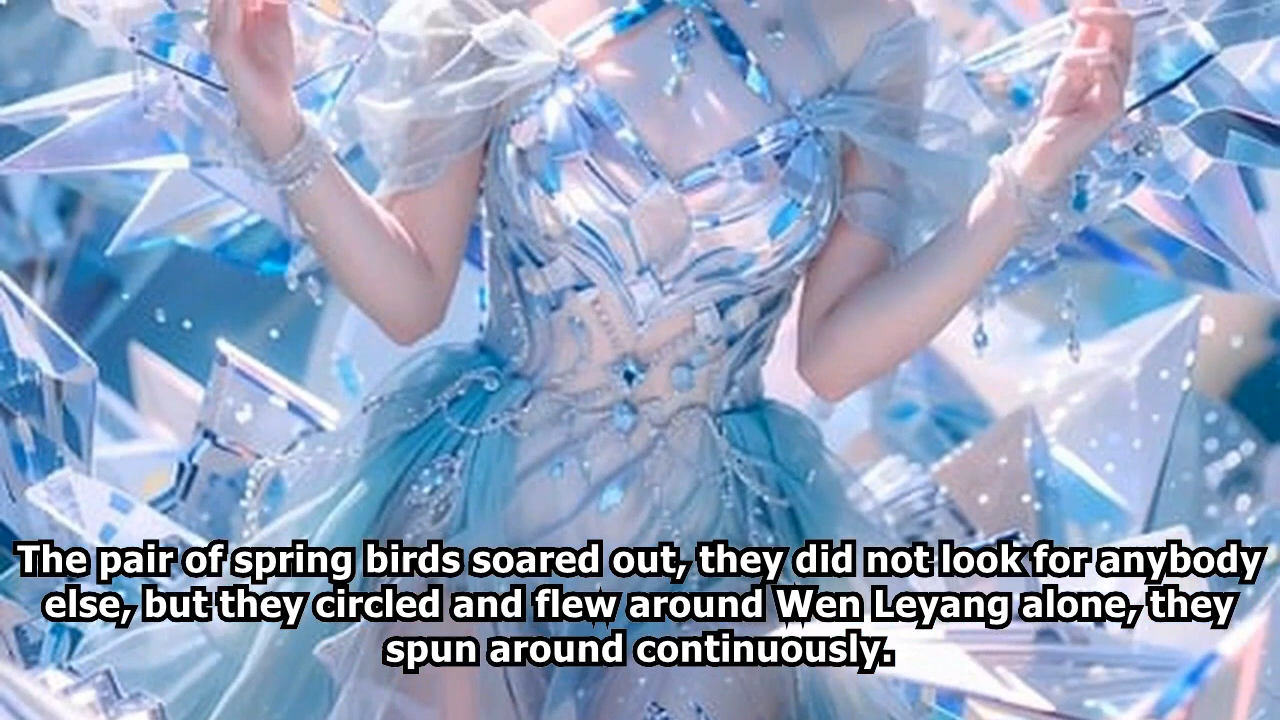 The pair of spring birds soared out, they did not look for anybody
else, but they circled and flew around Wen Leyang alone, they
spun around continuously.